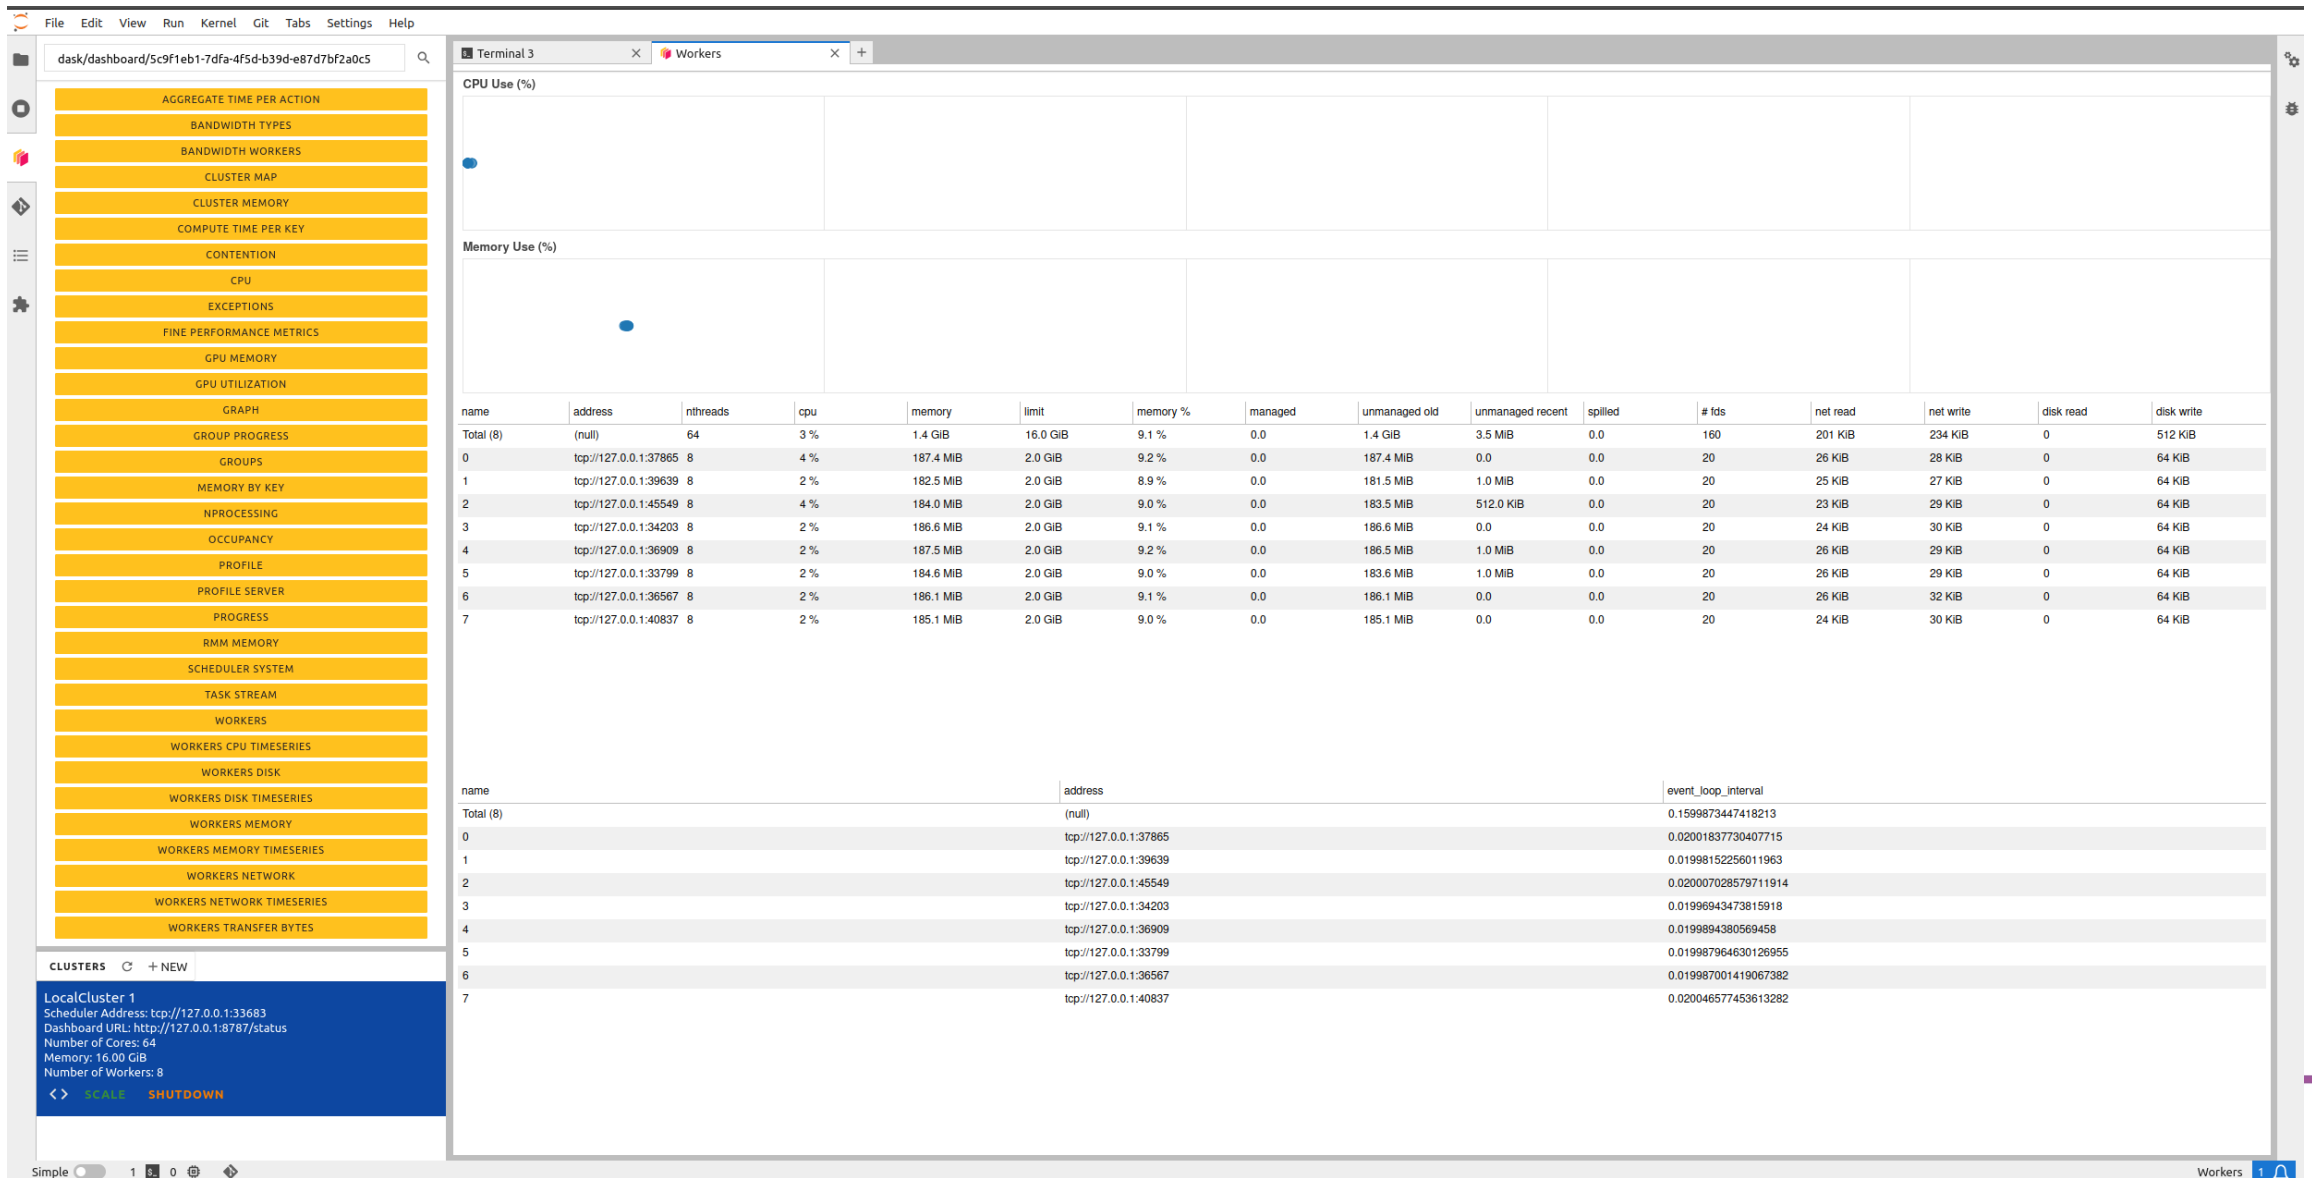 File Edit View Run Kernel Git Tabs Settings Help
dask/dashboard/5c9f1eb1-7dfa-4f5d-b39d-e87d7bf2a0c5
AGGREGATE TIME PER ACTION
BANDWIDTH TYPES
BANDWIDTH WORKERS
CLUSTER MAP
CLUSTER MEMORY
COMPUTE TIME PER KEY
CONTENTION
CPU
EXCEPTIONS
FINE PERFORMANCE METRICS
GPU MEMORY
GPU UTILIZATION
GRAPH
GROUP PROGRESS
GROUPS
MEMORY BY KEY
NPROCESSING
OCCUPANCY
PROFILE
PROFILE SERVER
PROGRESS
RMM MEMORY
SCHEDULER SYSTEM
TASK STREAM
WORKERS
WORKERS CPU TIMESERIES
WORKERS DISK
WORKERS DISK TIMESERIES
WORKERS MEMORY
WORKERS MEMORY TIMESERIES
WORKERS NETWORK
WORKERS NETWORK TIMESERIES
WORKERS TRANSFER BYTES
CLUSTERS + NEW
LocalCluster 1
Scheduler Address: tcp://127.0.0.1:33683
Dashboard URL: http://127.0.0.1:8787/status
Number of Cores: 64
Memory: 16.00 GiB
Number of Workers: 8
<> SCALE SHUTDOWN
Terminal 3 Workers
CPU Use (%)
Memory Use (%)
name address nthreads cpu memory limit memory % managed unmanaged old unmanaged recent spilled # fds net read net write disk read disk write
Total (8) (null) 64 3 % 1.4 GiB 16.0 GiB 9.1 % 0.0 1.4 GiB 3.5 MiB 0.0 160 201 KiB 234 KiB 0 512 KiB
0 tcp://127.0.0.1:37865 8 4 % 187.4 MiB 2.0 GiB 9.2 % 0.0 187.4 MiB 0.0 0.0 20 26 KiB 28 KiB 0 64 KiB
1 tcp://127.0.0.1:39639 8 2 % 182.5 MiB 2.0 GiB 8.9 % 0.0 181.5 MiB 1.0 MiB 0.0 20 25 KiB 27 KiB 0 64 KiB
2 tcp://127.0.0.1:45549 8 4 % 184.0 MiB 2.0 GiB 9.0 % 0.0 183.5 MiB 512.0 KiB 0.0 20 23 KiB 29 KiB 0 64 KiB
3 tcp://127.0.0.1:34203 8 2 % 186.6 MiB 2.0 GiB 9.1 % 0.0 186.6 MiB 0.0 0.0 20 24 KiB 30 KiB 0 64 KiB
4 tcp://127.0.0.1:36909 8 2 % 187.5 MiB 2.0 GiB 9.2 % 0.0 186.5 MiB 1.0 MiB 0.0 20 26 KiB 29 KiB 0 64 KiB
5 tcp://127.0.0.1:33799 8 2 % 184.6 MiB 2.0 GiB 9.0 % 0.0 183.6 MiB 1.0 MiB 0.0 20 26 KiB 29 KiB 0 64 KiB
6 tcp://127.0.0.1:36567 8 2 % 186.1 MiB 2.0 GiB 9.1 % 0.0 186.1 MiB 0.0 0.0 20 26 KiB 32 KiB 0 64 KiB
7 tcp://127.0.0.1:40837 8 2 % 185.1 MiB 2.0 GiB 9.0 % 0.0 185.1 MiB 0.0 0.0 20 24 KiB 30 KiB 0 64 KiB
name address event_loop_interval
Total (8) (null) 0.1599873447418213
0 tcp://127.0.0.1:37865 0.02001837730407715
1 tcp://127.0.0.1:39639 0.01998152256011963
2 tcp://127.0.0.1:45549 0.020007028579711914
3 tcp://127.0.0.1:34203 0.01996943473815918
4 tcp://127.0.0.1:36909 0.0199894380569458
5 tcp://127.0.0.1:33799 0.019987964630126955
6 tcp://127.0.0.1:36567 0.019987001419067382
7 tcp://127.0.0.1:40837 0.020046577453613282
Simple 1 0 Workers 1